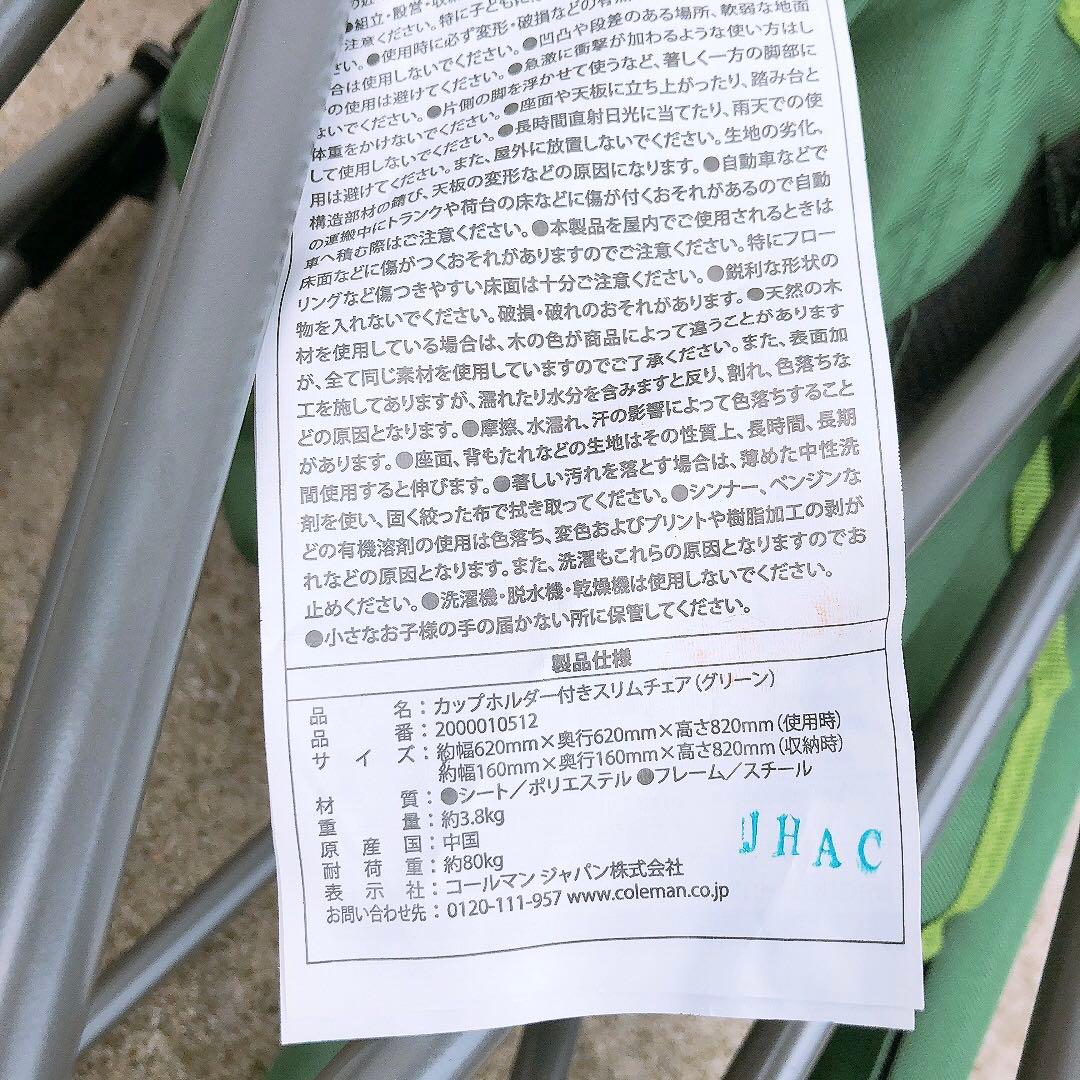 ●組立・設営・収納
注意ください。特に子どもに
さい。●使用時に必ず変形・破損などの有無
合は使用しないでください。●凹凸や段差のある場所、軟弱な地面
の使用は避けてください。●急激に衝撃が加わるような使い方はし
ないでください。●片側の脚を浮かせて使うなど、著しく一方の脚部に
体重をかけないでください。●座面や天板に立ち上がったり、踏み台と
して使用しないでください。●長時間直射日光に当てたり、雨天での使
用は避けてください。また、屋外に放置しないでください。生地の劣化、
構造部材の錆び、天板の変形などの原因になります。●自動車などで
の運搬中にトランクや荷台の床などに傷が付くおそれがあるので自動
車へ積む際はご注意ください。●本製品を屋内でご使用されるときは
床面などに傷がつくおそれがありますのでご注意ください。特にフロー
リングなど傷つきやすい床面は十分ご注意ください。●鋭利な形状の
物を入れないでください。破損・破れのおそれがあります。●天然の木
材を使用している場合は、木の色が商品によって違うことがあります
が、全て同じ素材を使用していますのでご了承ください。また、表面加
工を施してありますが、濡れたり水分を含みますと反り、割れ、色落ちな
どの原因となります。●摩擦、水濡れ、汗の影響によって色落ちすること
があります。●座面、背もたれなどの生地はその性質上、長時間、長期
間使用すると伸びます。●著しい汚れを落とす場合は、薄めた中性洗
剤を使い、固く絞った布で拭き取ってください。●シンナー、ベンジンな
どの有機溶剤の使用は色落ち、変色およびプリントや樹脂加工の剥が
れなどの原因となります。また、洗濯もこれらの原因となりますのでお
止めください。●洗濯機・脱水機・乾燥機は使用しないでください。
●小さなお子様の手の届かない所に保管してください。
製品仕様
品名：カップホルダー付きスリムチェア（グリーン）
品番：2000010512
サイズ：約幅620mm×奥行620mm×高さ820mm（使用時）
約幅160mm×奥行160mm×高さ820mm（収納時）
材質：●シート／ポリエステル ●フレーム／スチール
重量：約3.8kg
原産国：中国
耐荷重：約80kg
表示社：コールマン ジャパン株式会社
お問い合わせ先：0120-111-957 www.coleman.co.jp
JHAC